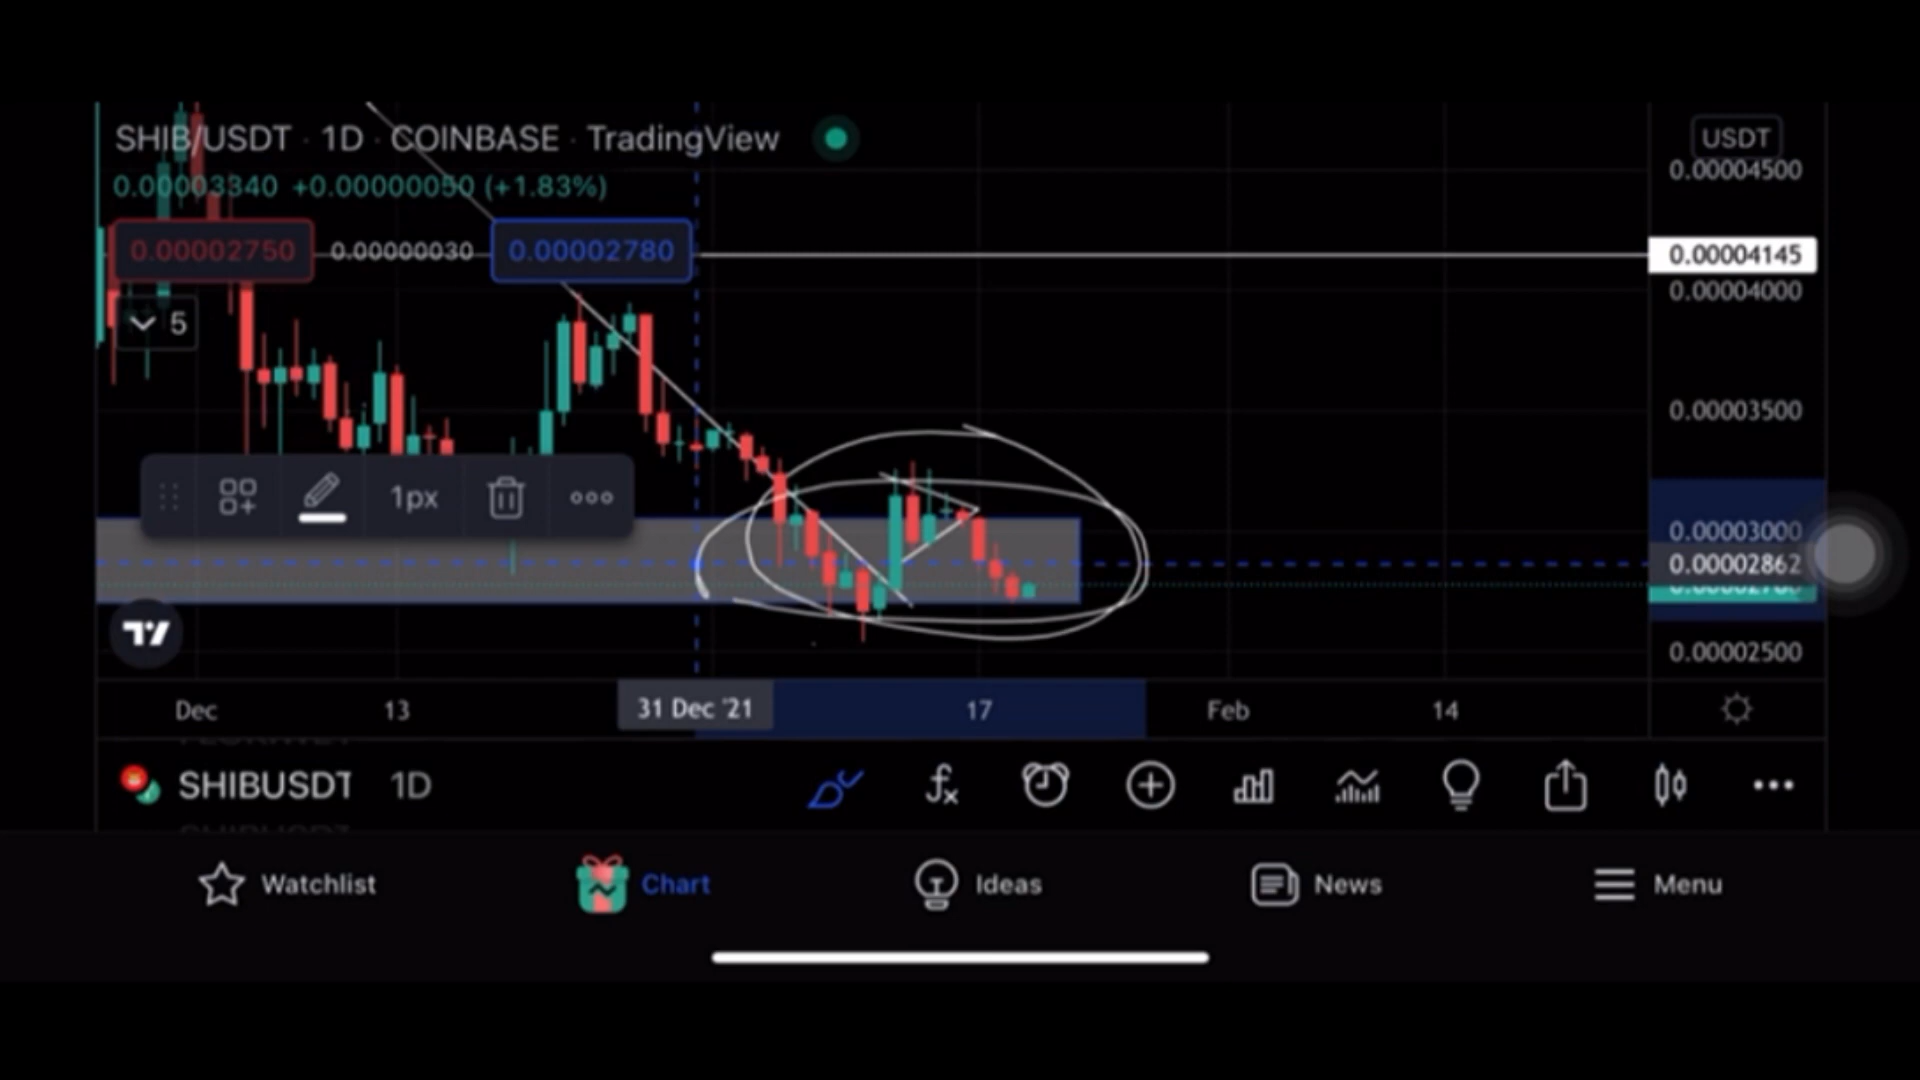 SHIB/USDT · 1D · COINBASE · TradingView
USDT
0.00003340 +0.00000050 (+1.83%)
0.00002750 0.00000030 0.00002780
5
1px
0.00004500
0.00004145
0.00004000
0.00003500
0.00003000
0.00002862
0.00002500
Dec 13 31 Dec '21 17 Feb 14
SHIBUSDT 1D
Watchlist Chart Ideas News Menu